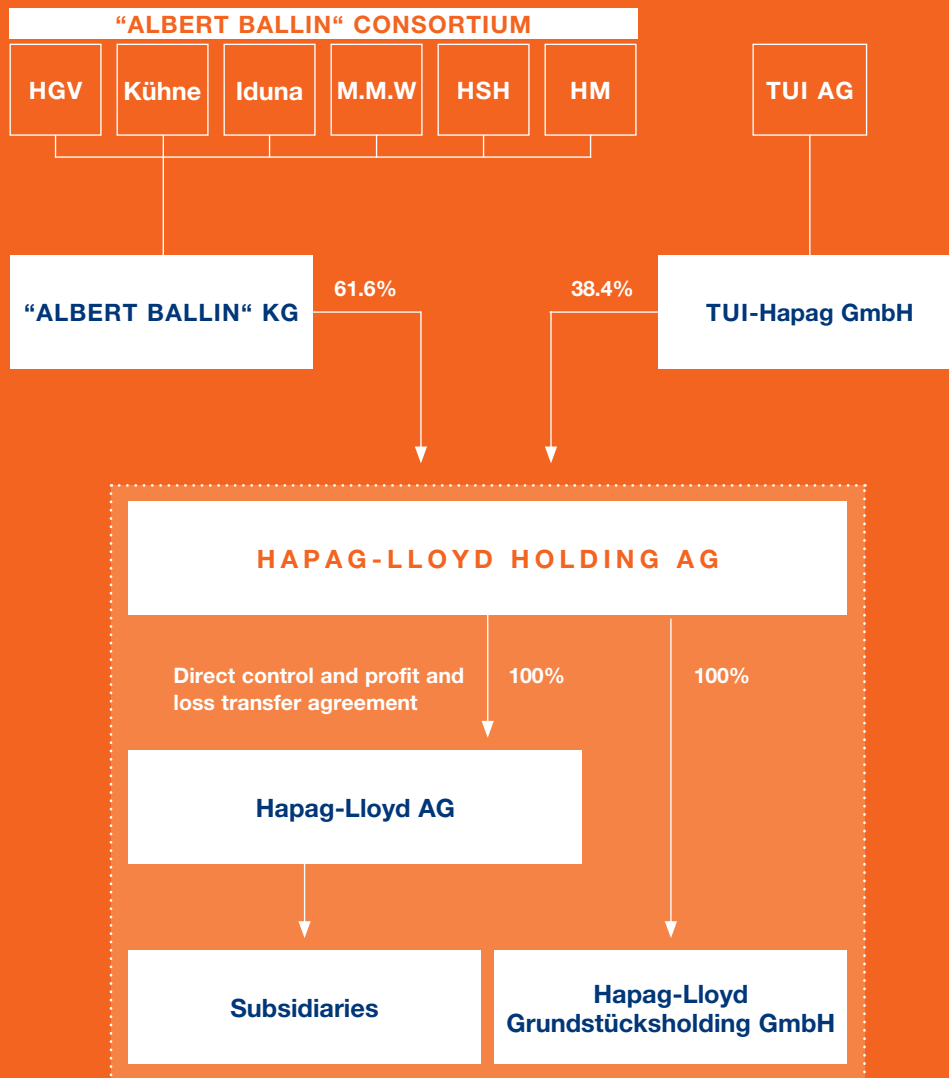 “ALBERT BALLIN“ CONSORTIUM
HGV
Kühne
Iduna
M.M.W
HSH
HM
TUI AG
“ALBERT BALLIN“ KG
61.6%
38.4%
TUI-Hapag GmbH
HAPAG-LLOYD HOLDING AG
Direct control and profit and
loss transfer agreement
100%
100%
Hapag-Lloyd AG
Subsidiaries
Hapag-Lloyd
Grundstücksholding GmbH